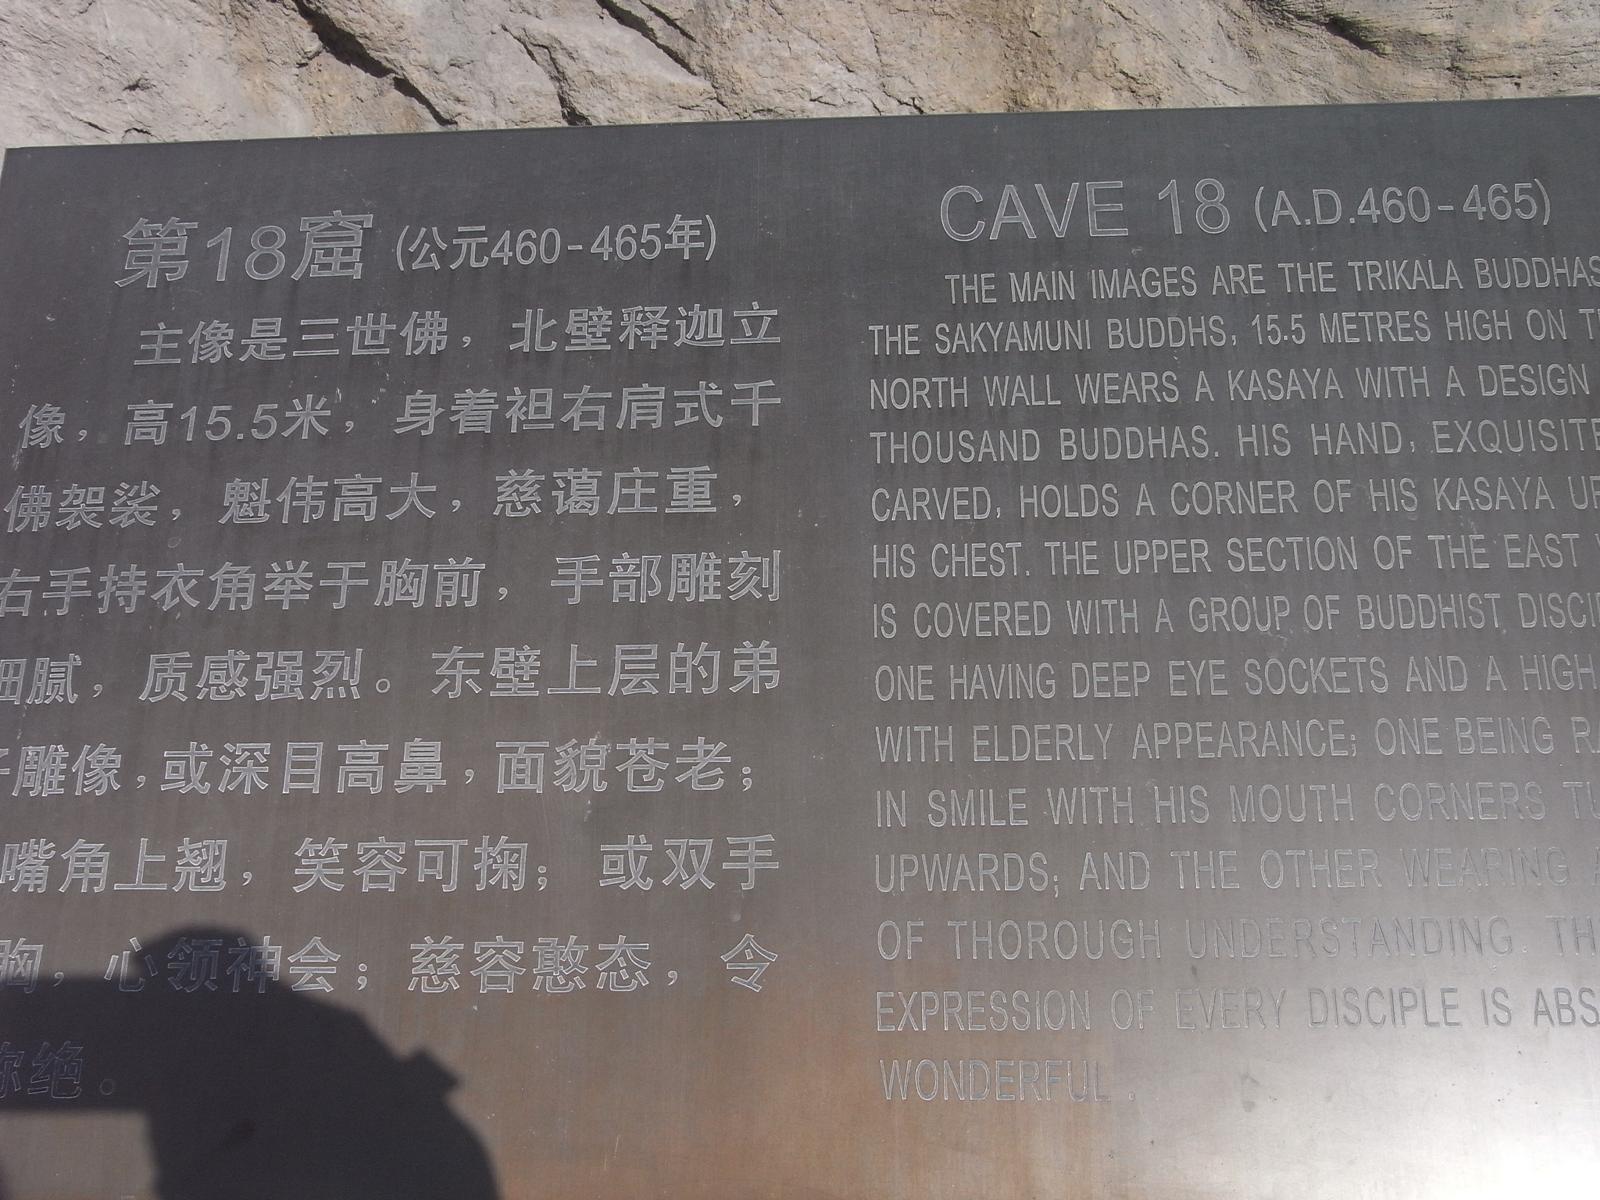 第18窟 (公元460-465年)
主像是三世佛，北壁释迦立
像，高15.5米，身着袒右肩式千
佛袈裟，魁伟高大，慈蔼庄重，
右手持衣角举于胸前，手部雕刻
细腻，质感强烈。东壁上层的弟
子雕像，或深目高鼻，面貌苍老；
嘴角上翘，笑容可掬；或双手
胸，心领神会；慈容憨态，令
称绝。
CAVE 18 (A.D.460-465)
THE MAIN IMAGES ARE THE TRIKALA BUDDHAS
THE SAKYAMUNI BUDDHS, 15.5 METRES HIGH ON
NORTH WALL WEARS A KASAYA WITH A DESIGN
THOUSAND BUDDHAS. HIS HAND, EXQUISITE
CARVED, HOLDS A CORNER OF HIS KASAYA
HIS CHEST. THE UPPER SECTION OF THE EAST
IS COVERED WITH A GROUP OF BUDDHIST
ONE HAVING DEEP EYE SOCKETS AND A HIGH
WITH ELDERLY APPEARANCE; ONE BEING
IN SMILE WITH HIS MOUTH CORNERS
UPWARDS; AND THE OTHER WEARING
OF THOROUGH UNDERSTANDING.
EXPRESSION OF EVERY DISCIPLE IS
WONDERFUL.